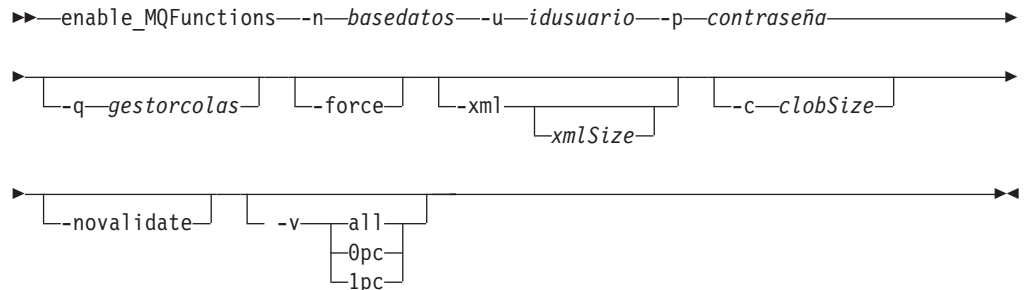 enable_MQFunctions -n basedatos -u idusuario -p contraseña
-q gestorcolas -force -xml -c clobSize
xmlSize
-novalidate -v all
0pc
1pc